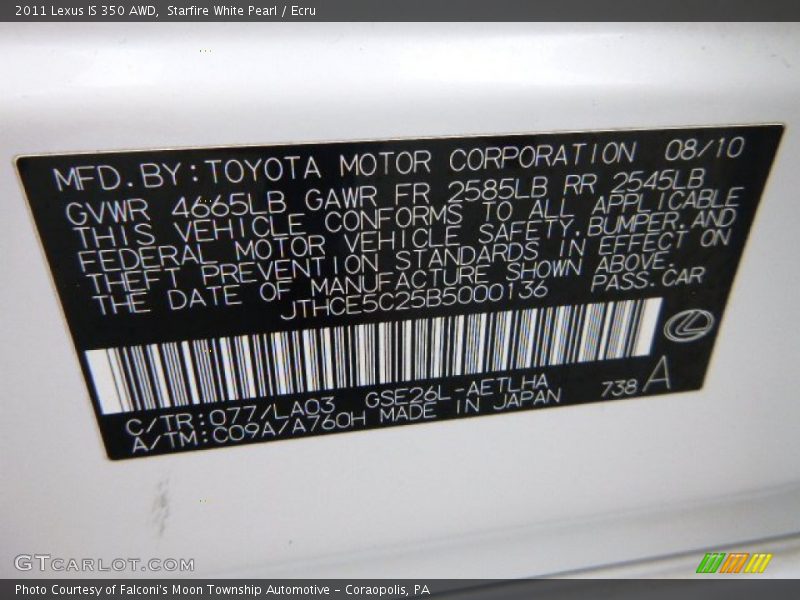 2011 Lexus IS 350 AWD,  Starfire White Pearl / Ecru
MFD.BY:TOYOTA MOTOR CORPORATION 08/10
GVWR 4665LB GAWR FR 2585LB RR 2545LB
THIS VEHICLE CONFORMS TO ALL APPLICABLE
FEDERAL MOTOR VEHICLE SAFETY,BUMPER,AND
THEFT PREVENTION STANDARDS IN EFFECT ON
THE DATE OF MANUFACTURE SHOWN ABOVE.
JTHCE5C25B5000136 PASS.CAR
C/TR:077/LA03 GSE26L-AETLHA
A/TM:C09A/A760H MADE IN JAPAN 738 A
GTCARLOT.COM
Photo Courtesy of Falconi's Moon Township Automotive – Coraopolis, PA